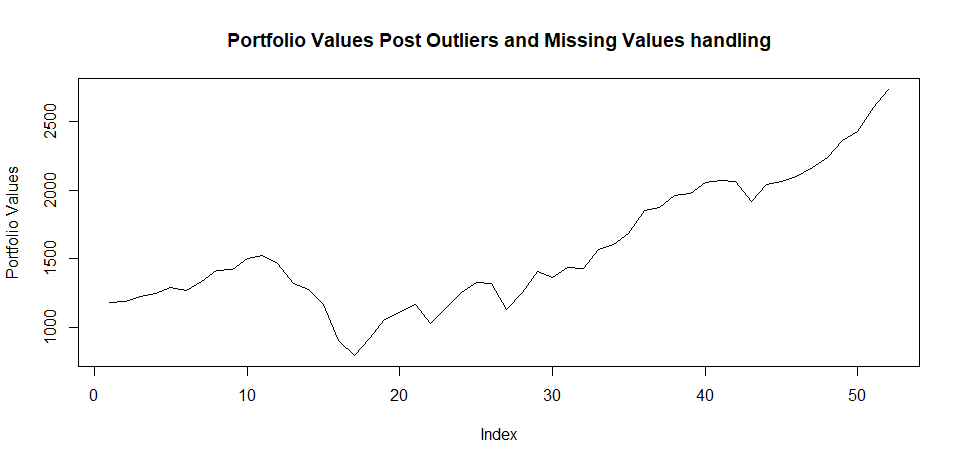 Portfolio Values Post Outliers and Missing Values handling
Portfolio Values
2500
2000
1500
1000
0 10 20 30 40 50
Index